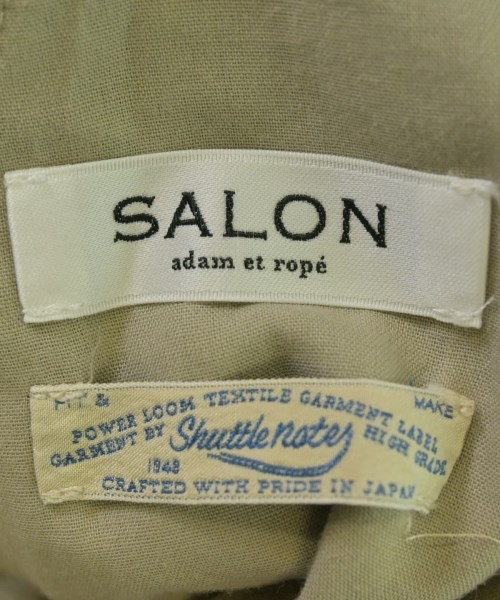 SALON
adam et ropé
FIT & MAKE
POWER LOOM TEXTILE GARMENT LABEL
GARMENT BY Shuttlenotes HIGH GRADE
1948
CRAFTED WITH PRIDE IN JAPAN